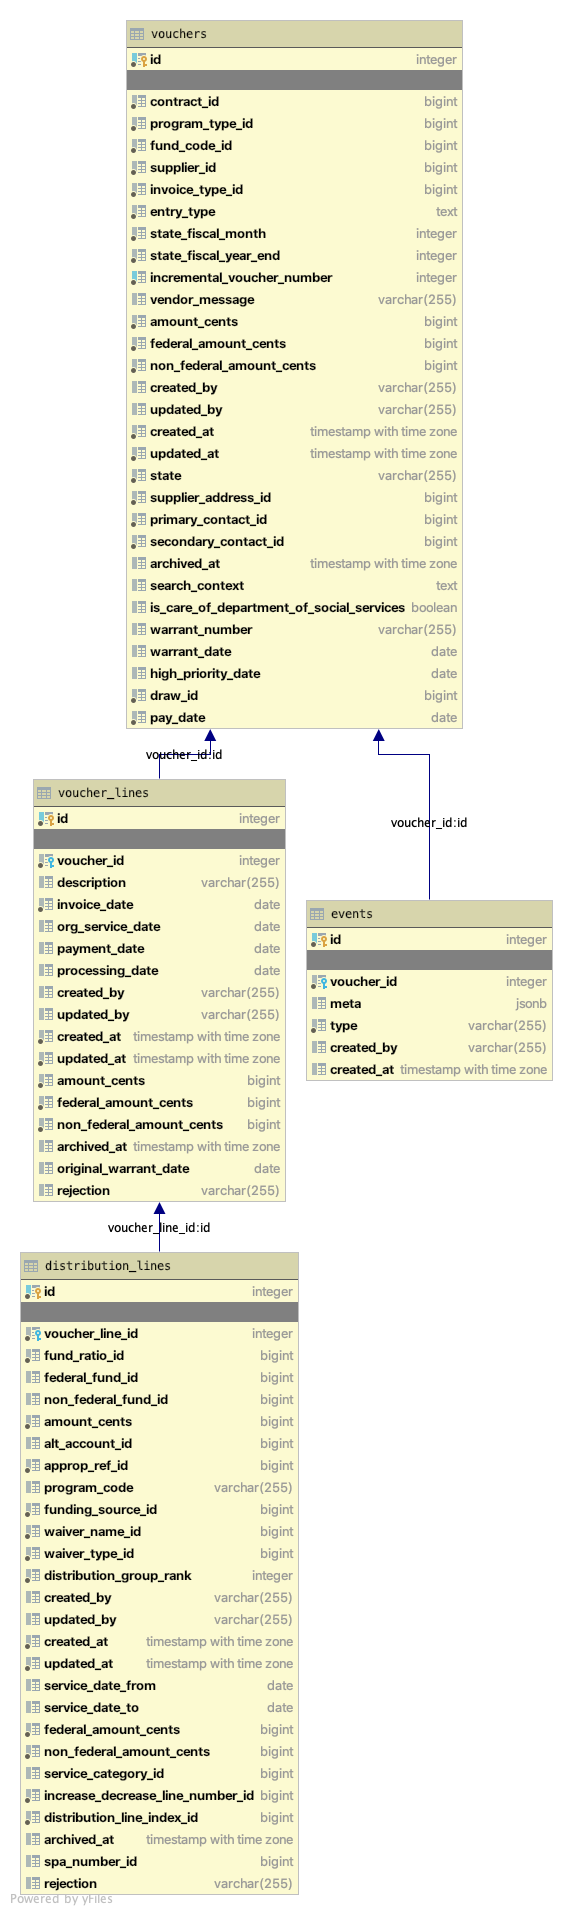 vouchers
id integer
contract_id bigint
program_type_id bigint
fund_code_id bigint
supplier_id bigint
invoice_type_id bigint
entry_type text
state_fiscal_month integer
state_fiscal_year_end integer
incremental_voucher_number integer
vendor_message varchar(255)
amount_cents bigint
federal_amount_cents bigint
non_federal_amount_cents bigint
created_by varchar(255)
updated_by varchar(255)
created_at timestamp with time zone
updated_at timestamp with time zone
state varchar(255)
supplier_address_id bigint
primary_contact_id bigint
secondary_contact_id bigint
archived_at timestamp with time zone
search_context text
is_care_of_department_of_social_services boolean
warrant_number varchar(255)
warrant_date date
high_priority_date date
draw_id bigint
pay_date date
voucher_id:id
voucher_lines
id integer
voucher_id integer
description varchar(255)
invoice_date date
org_service_date date
payment_date date
processing_date date
created_by varchar(255)
updated_by varchar(255)
created_at timestamp with time zone
updated_at timestamp with time zone
amount_cents bigint
federal_amount_cents bigint
non_federal_amount_cents bigint
archived_at timestamp with time zone
original_warrant_date date
rejection varchar(255)
voucher_id:id
events
id integer
voucher_id integer
meta jsonb
type varchar(255)
created_by varchar(255)
created_at timestamp with time zone
voucher_line_id:id
distribution_lines
id integer
voucher_line_id integer
fund_ratio_id bigint
federal_fund_id bigint
non_federal_fund_id bigint
amount_cents bigint
alt_account_id bigint
approp_ref_id bigint
program_code varchar(255)
funding_source_id bigint
waiver_name_id bigint
waiver_type_id bigint
distribution_group_rank integer
created_by varchar(255)
updated_by varchar(255)
created_at timestamp with time zone
updated_at timestamp with time zone
service_date_from date
service_date_to date
federal_amount_cents bigint
non_federal_amount_cents bigint
service_category_id bigint
increase_decrease_line_number_id bigint
distribution_line_index_id bigint
archived_at timestamp with time zone
spa_number_id bigint
rejection varchar(255)
Powered by yFiles